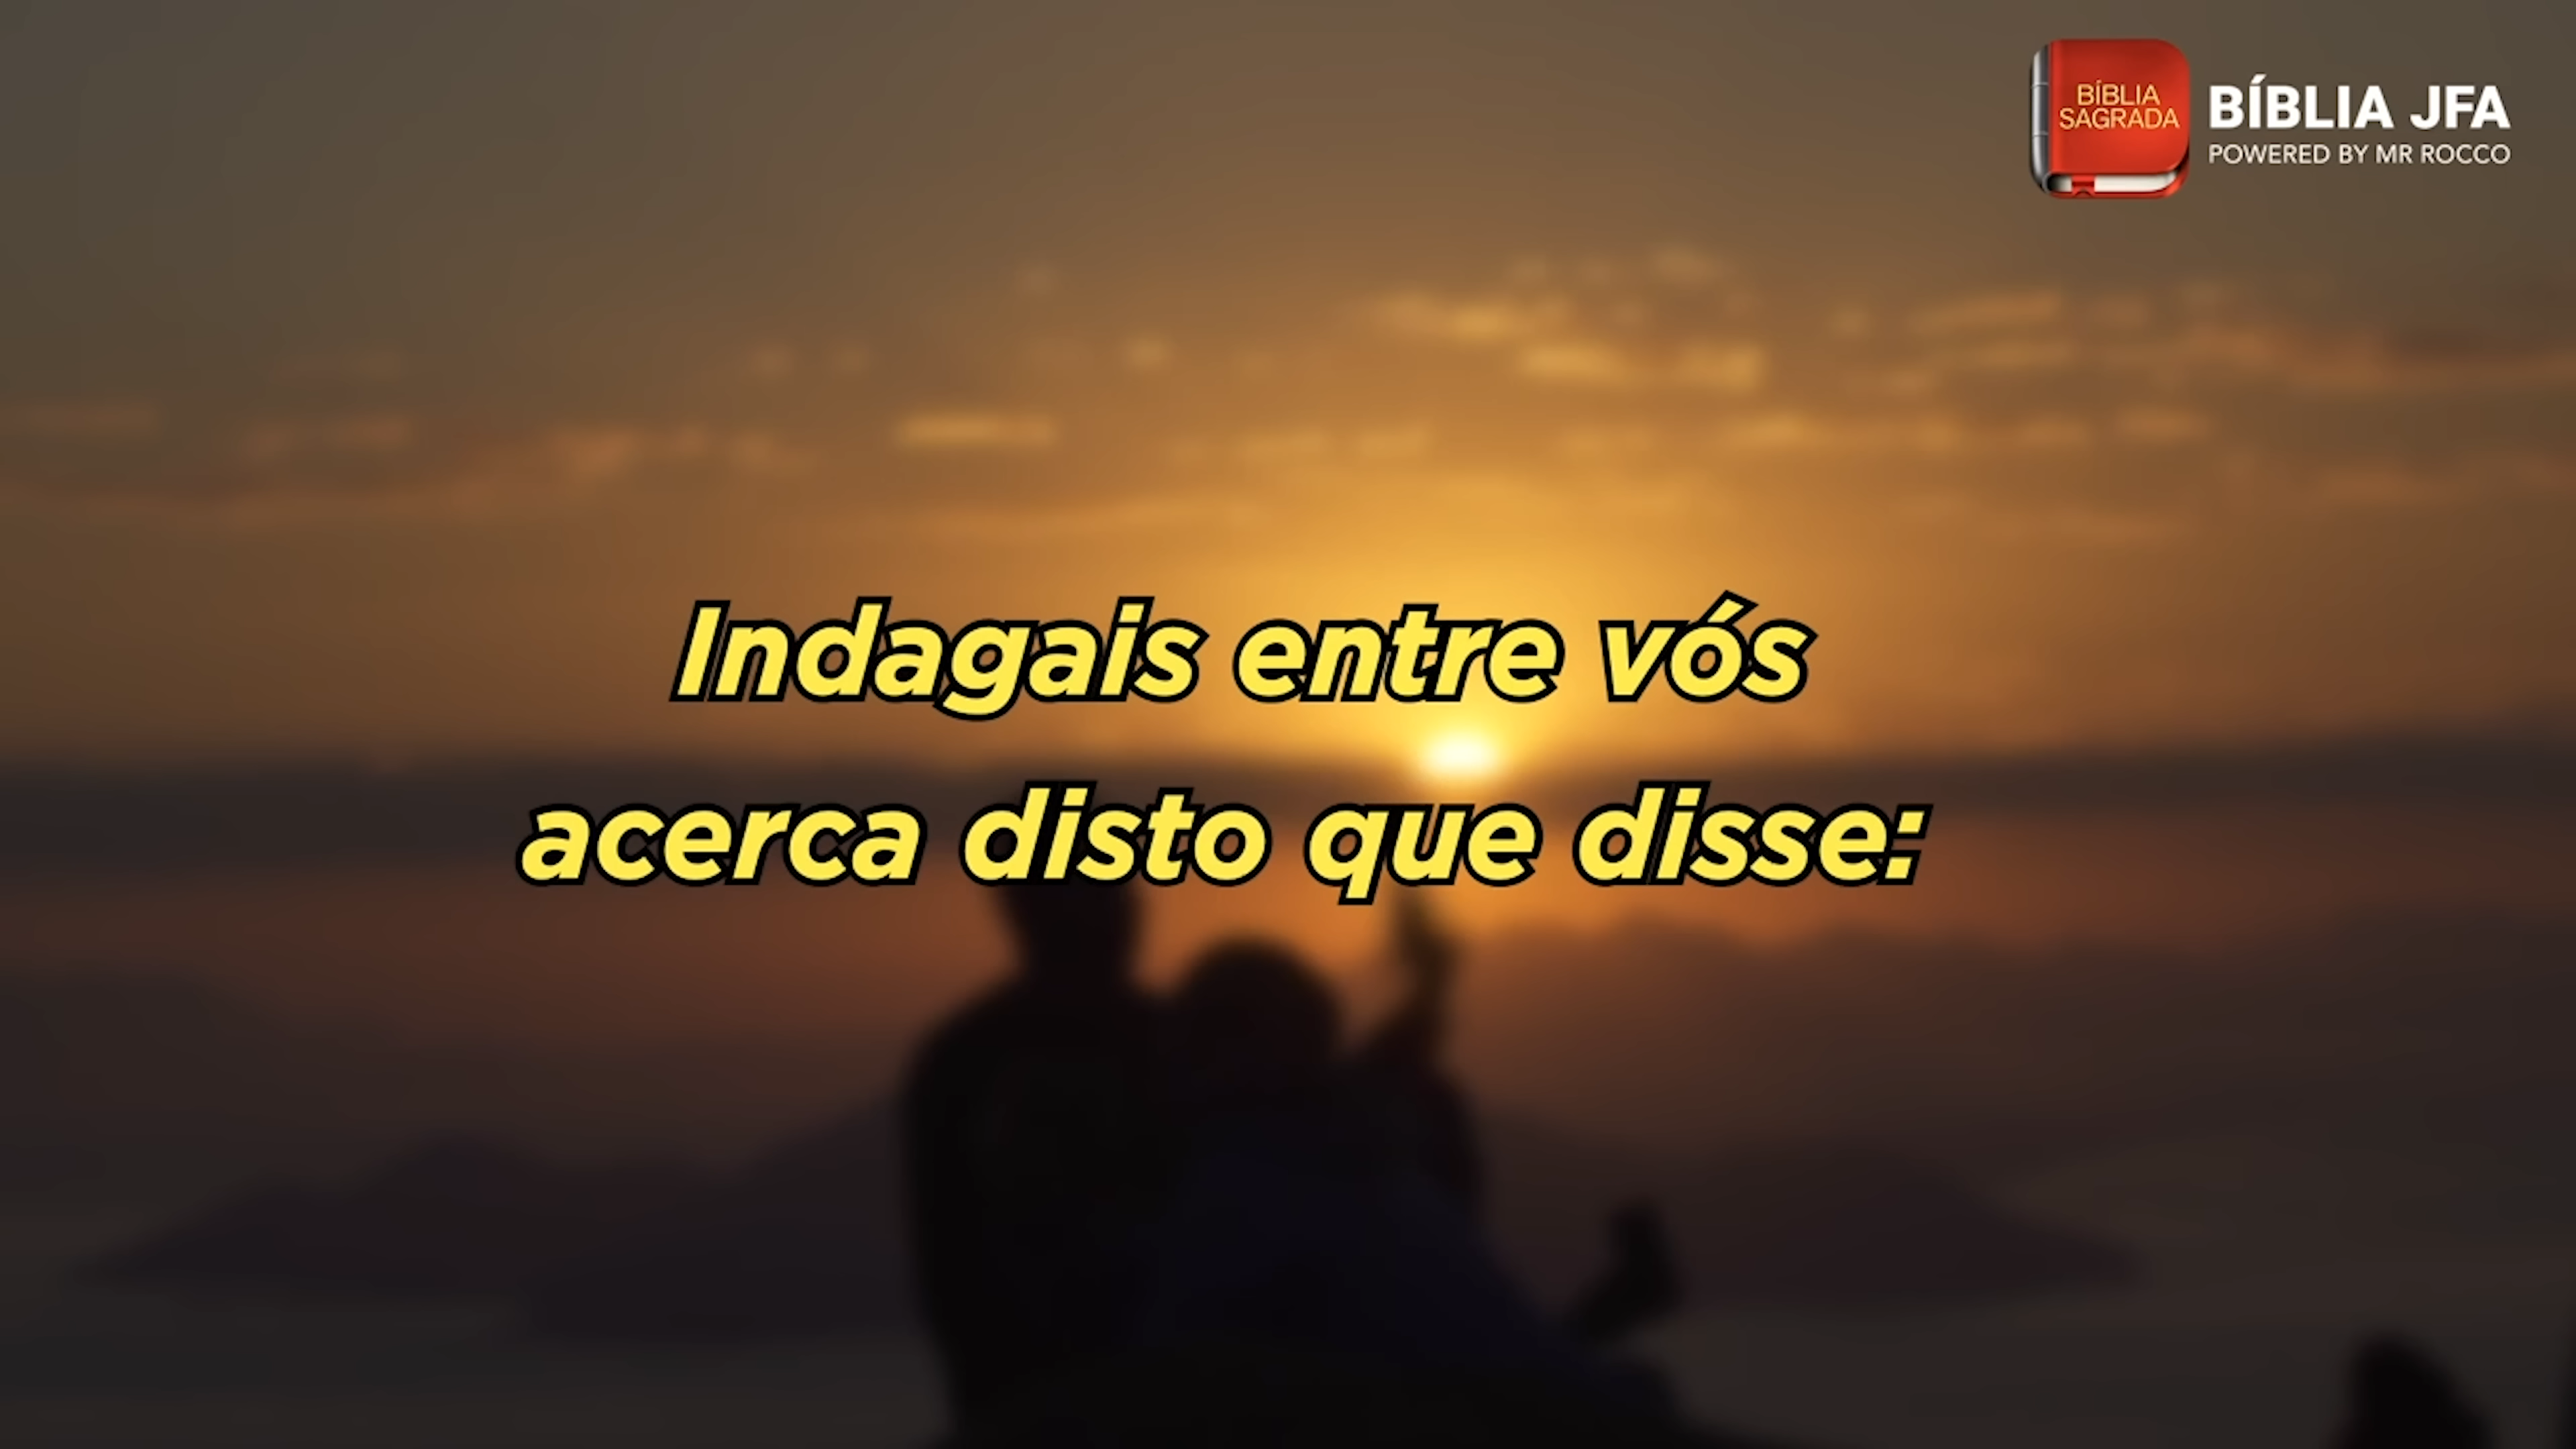 BÍBLIA
SAGRADA
BÍBLIA JFA
POWERED BY MR ROCCO
Indagais entre vós
acerca disto que disse: